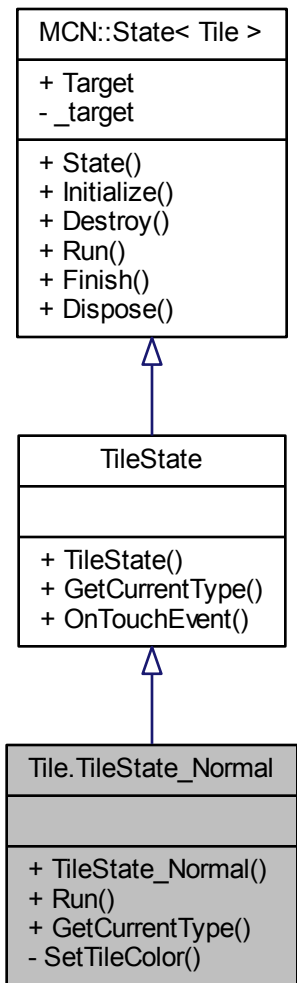 MCN::State< Tile >
+ Target
- _target
+ State()
+ Initialize()
+ Destroy()
+ Run()
+ Finish()
+ Dispose()
TileState
+ TileState()
+ GetCurrentType()
+ OnTouchEvent()
Tile.TileState_Normal
+ TileState_Normal()
+ Run()
+ GetCurrentType()
- SetTileColor()